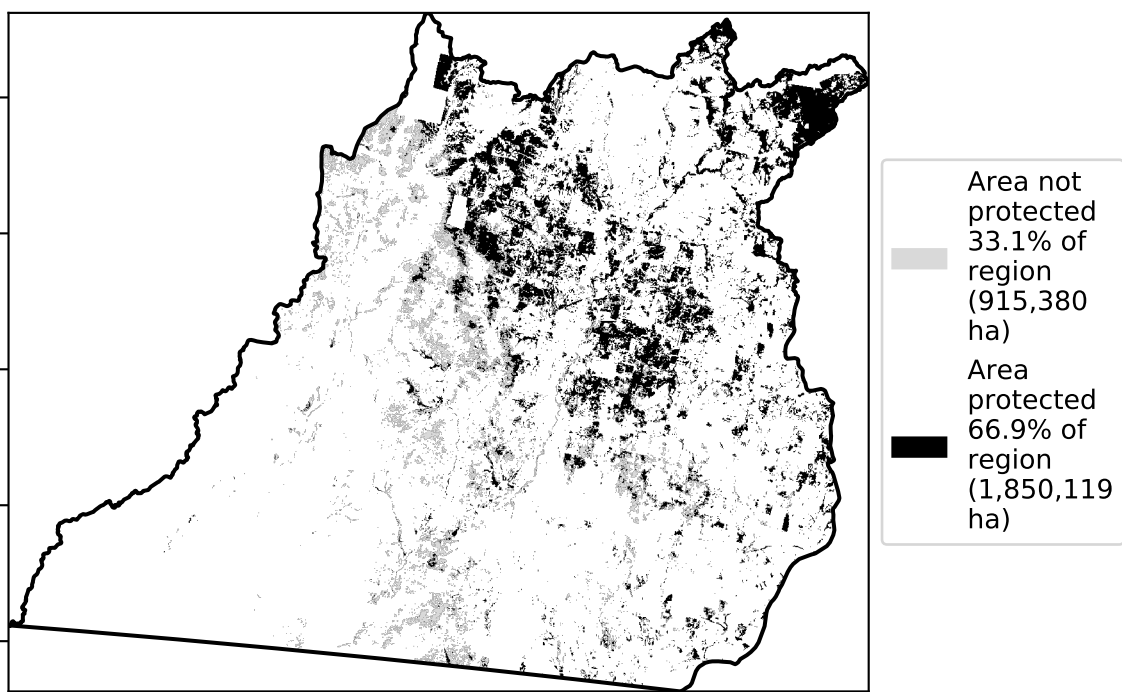 Area not
protected
33.1% of
region
(915,380
ha)
Area
protected
66.9% of
region
(1,850,119
ha)